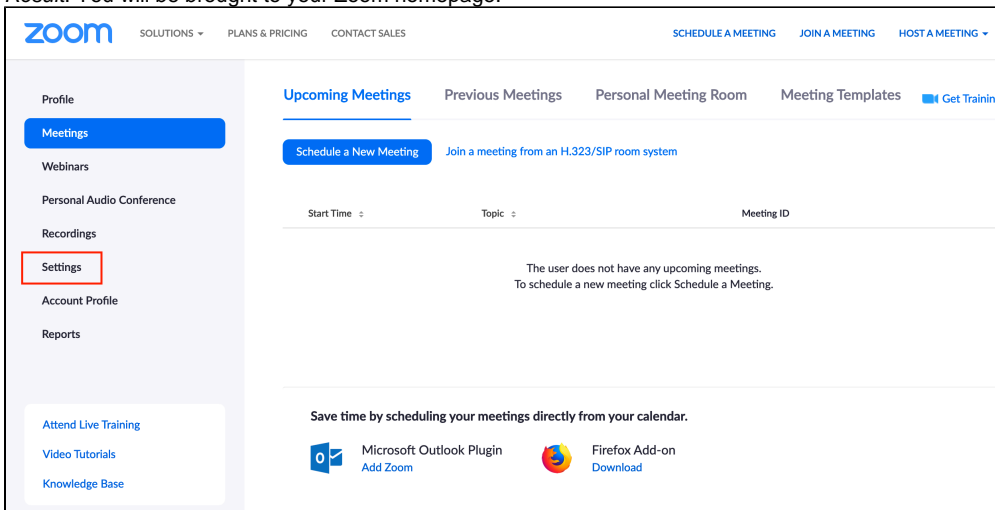 Result: You will be brought to your Zoom homepage.
zoom SOLUTIONS PLANS & PRICING CONTACT SALES SCHEDULE A MEETING JOIN A MEETING HOST A MEETING
Profile
Meetings
Webinars
Personal Audio Conference
Recordings
Settings
Account Profile
Reports
Attend Live Training
Video Tutorials
Knowledge Base
Upcoming Meetings Previous Meetings Personal Meeting Room Meeting Templates Get Trainin
Schedule a New Meeting Join a meeting from an H.323/SIP room system
Start Time Topic Meeting ID
The user does not have any upcoming meetings.
To schedule a new meeting click Schedule a Meeting.
Save time by scheduling your meetings directly from your calendar.
Microsoft Outlook Plugin Firefox Add-on
Add Zoom Download